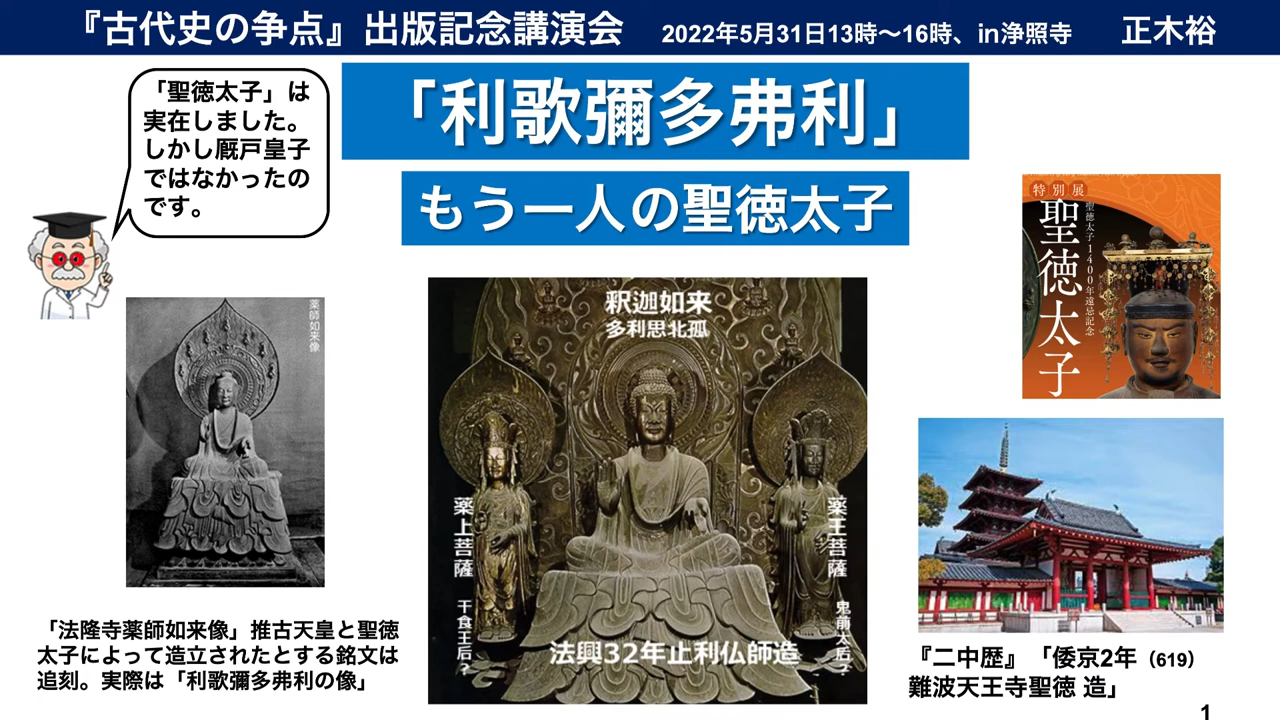 『古代史の争点』出版記念講演会 2022年5月31日13時～16時、in浄照寺 正木裕
「聖徳太子」は
実在しました。
しかし厩戸皇子
ではなかったの
です。
「利歌彌多弗利」
もう一人の聖徳太子
薬師如来像
釈迦如来
多利思北孤
薬上菩薩
干食王后？
薬王菩薩
鬼前太后？
法興32年止利仏師造
特別展
聖徳太子1400年遠忌記念
聖徳太子
「法隆寺薬師如来像」推古天皇と聖徳
太子によって造立されたとする銘文は
追刻。実際は「利歌彌多弗利の像」
『二中歴』「倭京2年（619）
難波天王寺聖徳 造」
1